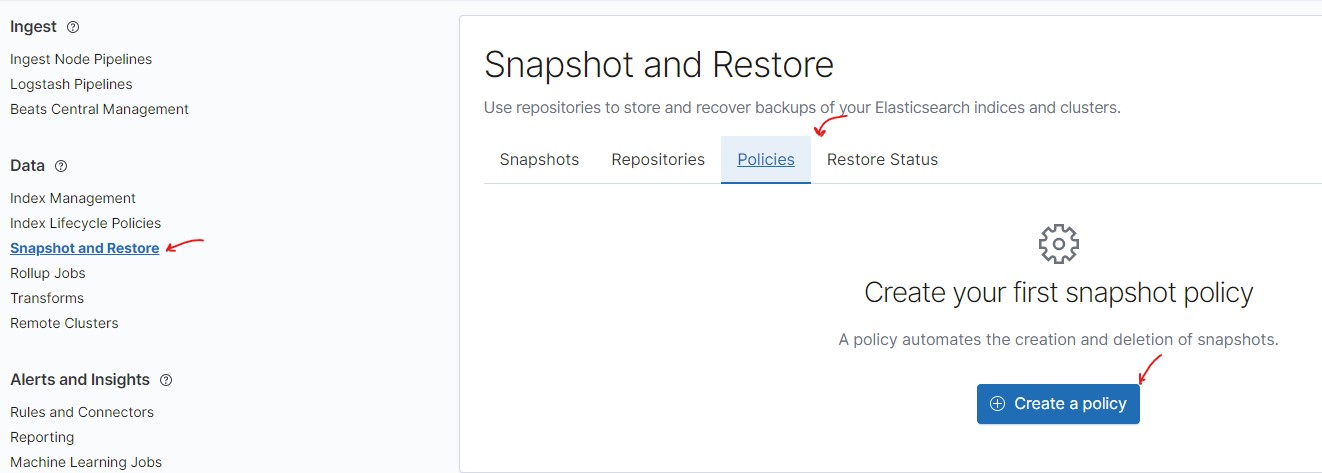 Ingest
Ingest Node Pipelines
Logstash Pipelines
Beats Central Management
Data
Index Management
Index Lifecycle Policies
Snapshot and Restore
Rollup Jobs
Transforms
Remote Clusters
Alerts and Insights
Rules and Connectors
Reporting
Machine Learning Jobs
Snapshot and Restore
Use repositories to store and recover backups of your Elasticsearch indices and clusters.
Snapshots Repositories Policies Restore Status
Create your first snapshot policy
A policy automates the creation and deletion of snapshots.
Create a policy